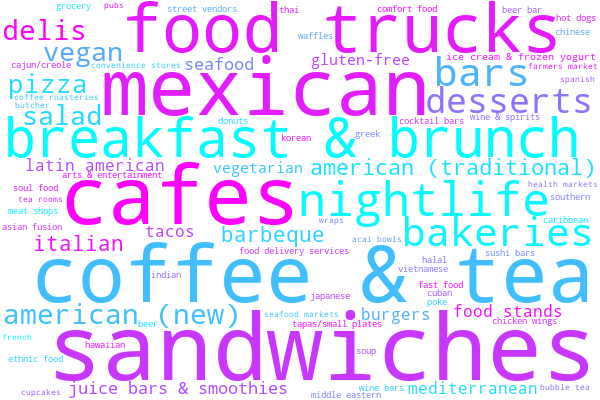 grocery
pubs
street vendors
thai
comfort food
beer bar
hot dogs
delis
food trucks
waffles
chinese
vegan
gluten-free
ice cream & frozen yogurt
cajun/creole
convenience stores
seafood
bars
farmers market
spanish
pizza
mexican
desserts
coffee roasteries
butcher
salad
donuts
cocktail bars
wine & spirits
breakfast & brunch
korean
greek
latin american
arts & entertainment
vegetarian
american (traditional)
soul food
cafes
nightlife
health markets
tea rooms
southern
meat shops
wraps
caribbean
asian fusion
tacos
barbeque
bakeries
italian
acai bowls
food delivery services
sushi bars
coffee & tea
indian
halal
vietnamese
fast food
japanese
cuban
poke
american (new)
seafood markets
burgers
food stands
beer
tapas/small plates
chicken wings
french
sandwiches
hawaiian
soup
ethnic food
cupcakes
juice bars & smoothies
wine bars
mediterranean
bubble tea
middle eastern